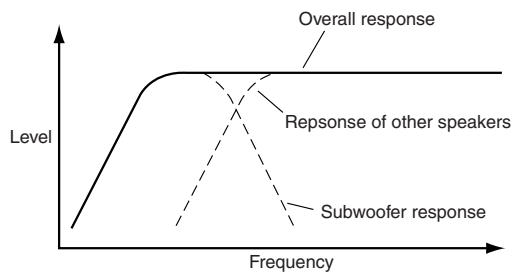 Overall response
Level
Repsonse of other speakers
Subwoofer response
Frequency